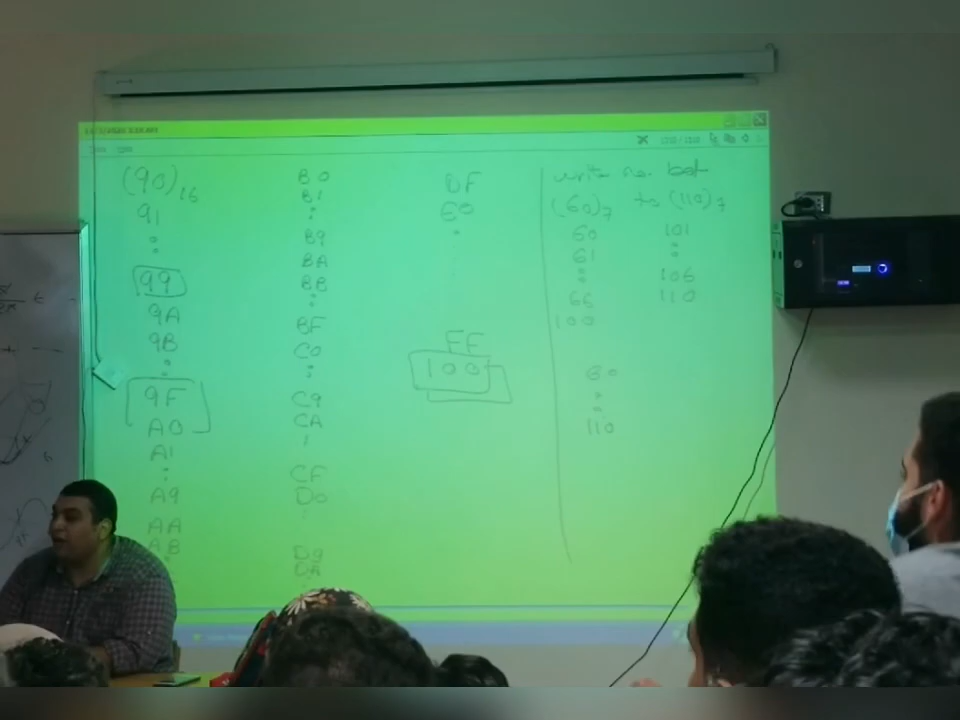 (90)16
91
:
99
9A
9B
:
9F
A0
A1
:
A9
AA
AB
B0
B1
:
B9
BA
BB
:
BF
C0
:
C9
CA
CF
D0
D9
DA
FF
100
write no. bet
(60)7 to (110)7
60
61
:
66
100
101
:
106
110
60
:
110